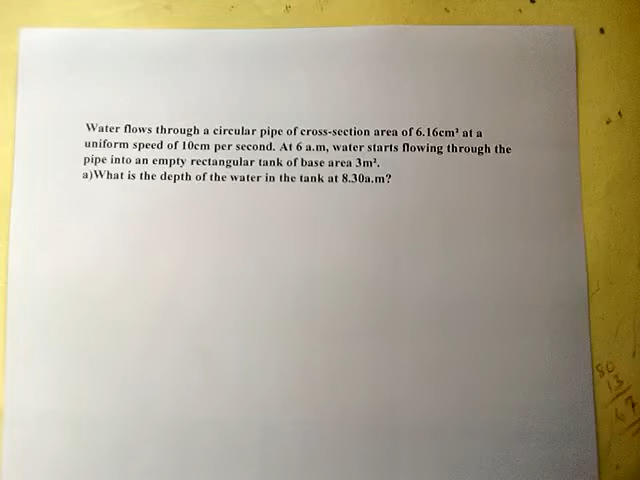 Water flows through a circular pipe of cross-section area of 6.16cm² at a
uniform speed of 10cm per second. At 6 a.m, water starts flowing through the
pipe into an empty rectangular tank of base area 3m².
a)What is the depth of the water in the tank at 8.30a.m?
80
13